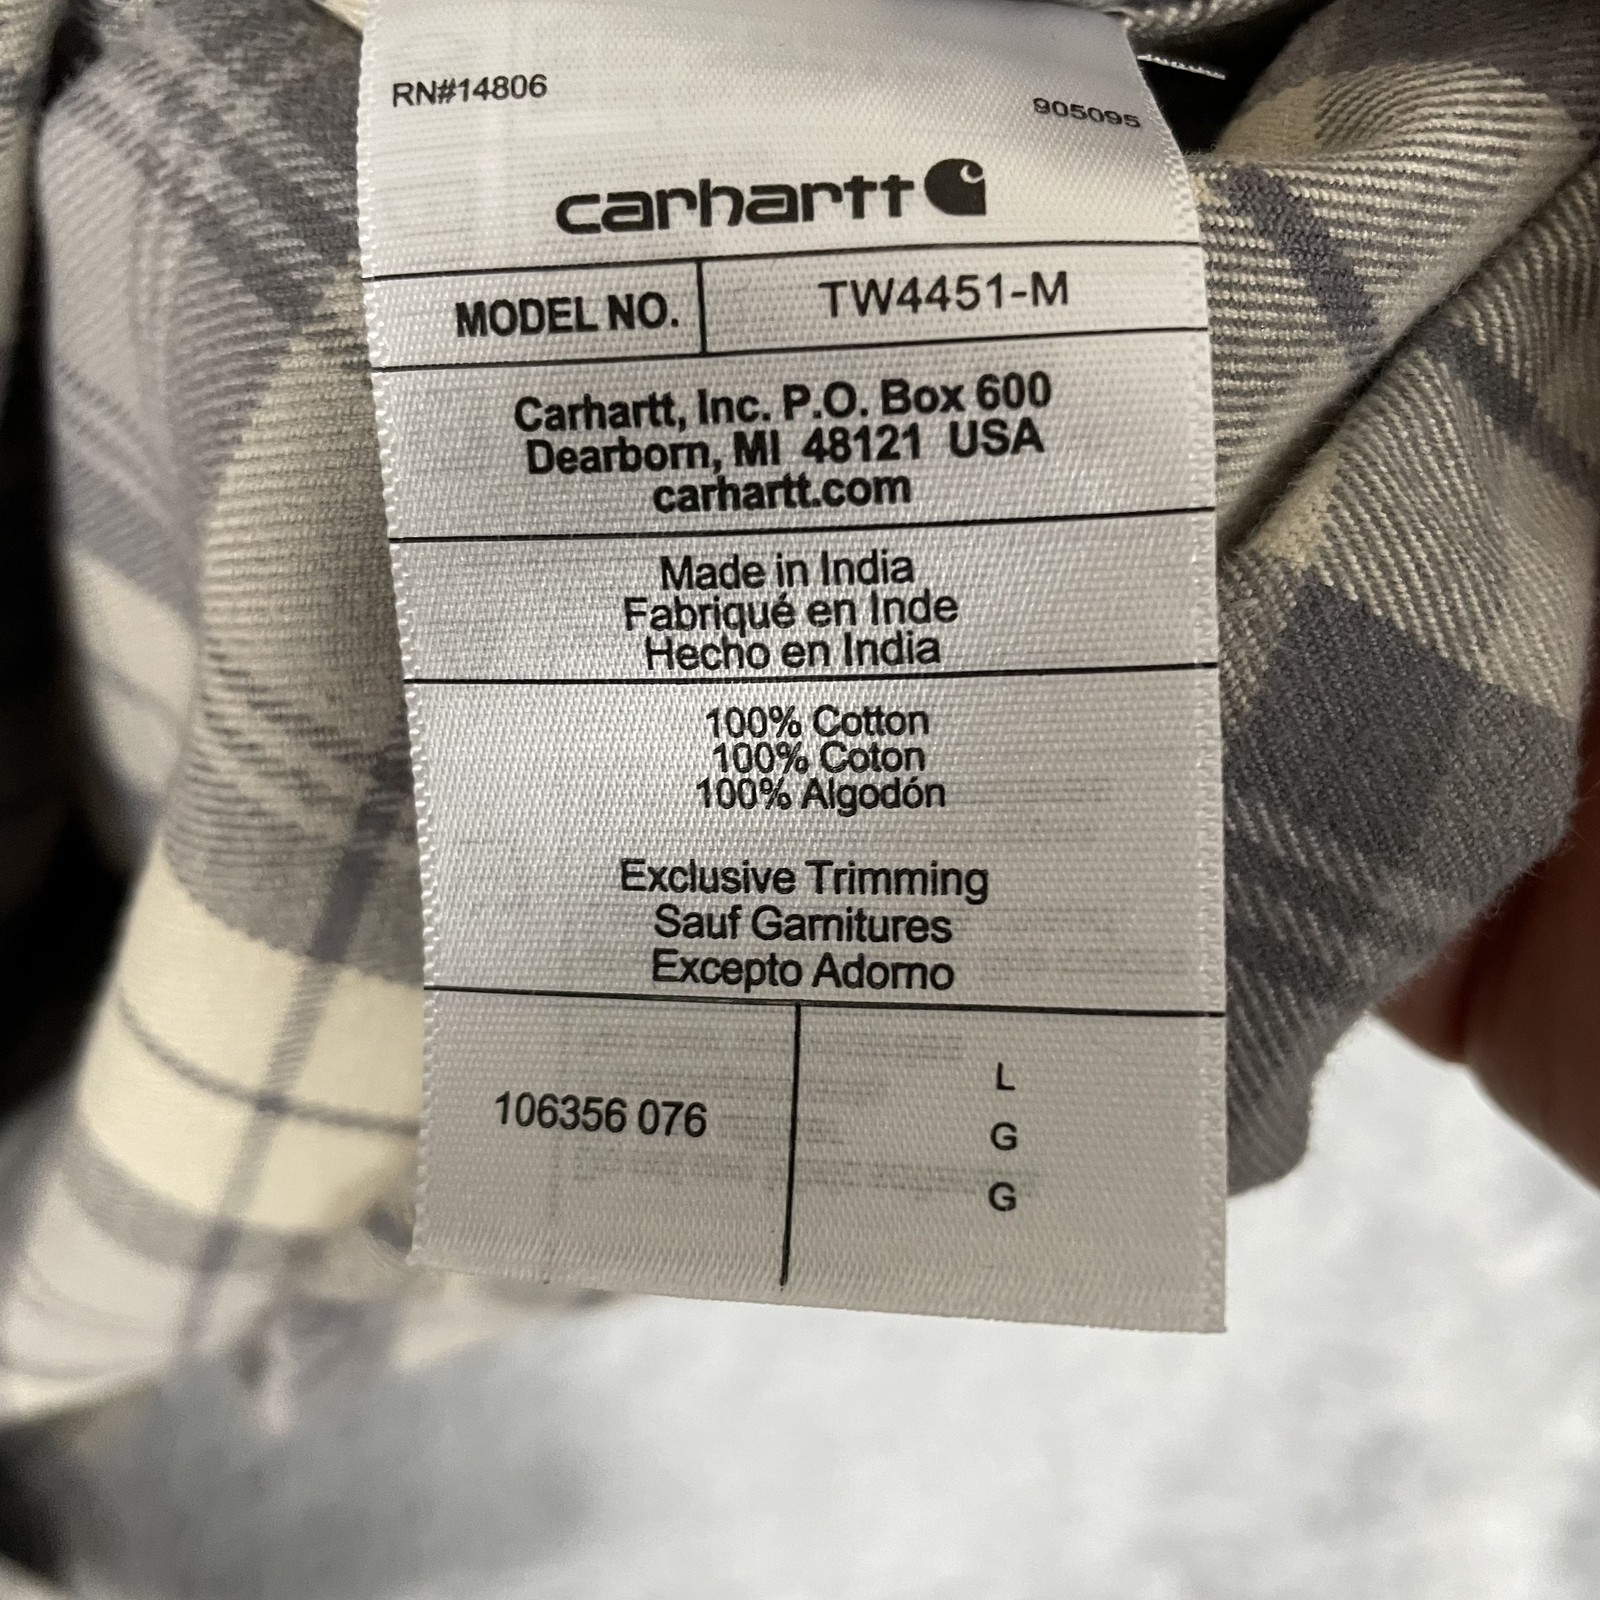 RN#14806
905095
carhartt
MODEL NO. TW4451-M
Carhartt, Inc. P.O. Box 600
Dearborn, MI 48121 USA
carhartt.com
Made in India
Fabriqué en Inde
Hecho en India
100% Cotton
100% Coton
100% Algodón
Exclusive Trimming
Sauf Garnitures
Excepto Adorno
106356 076
L
G
G